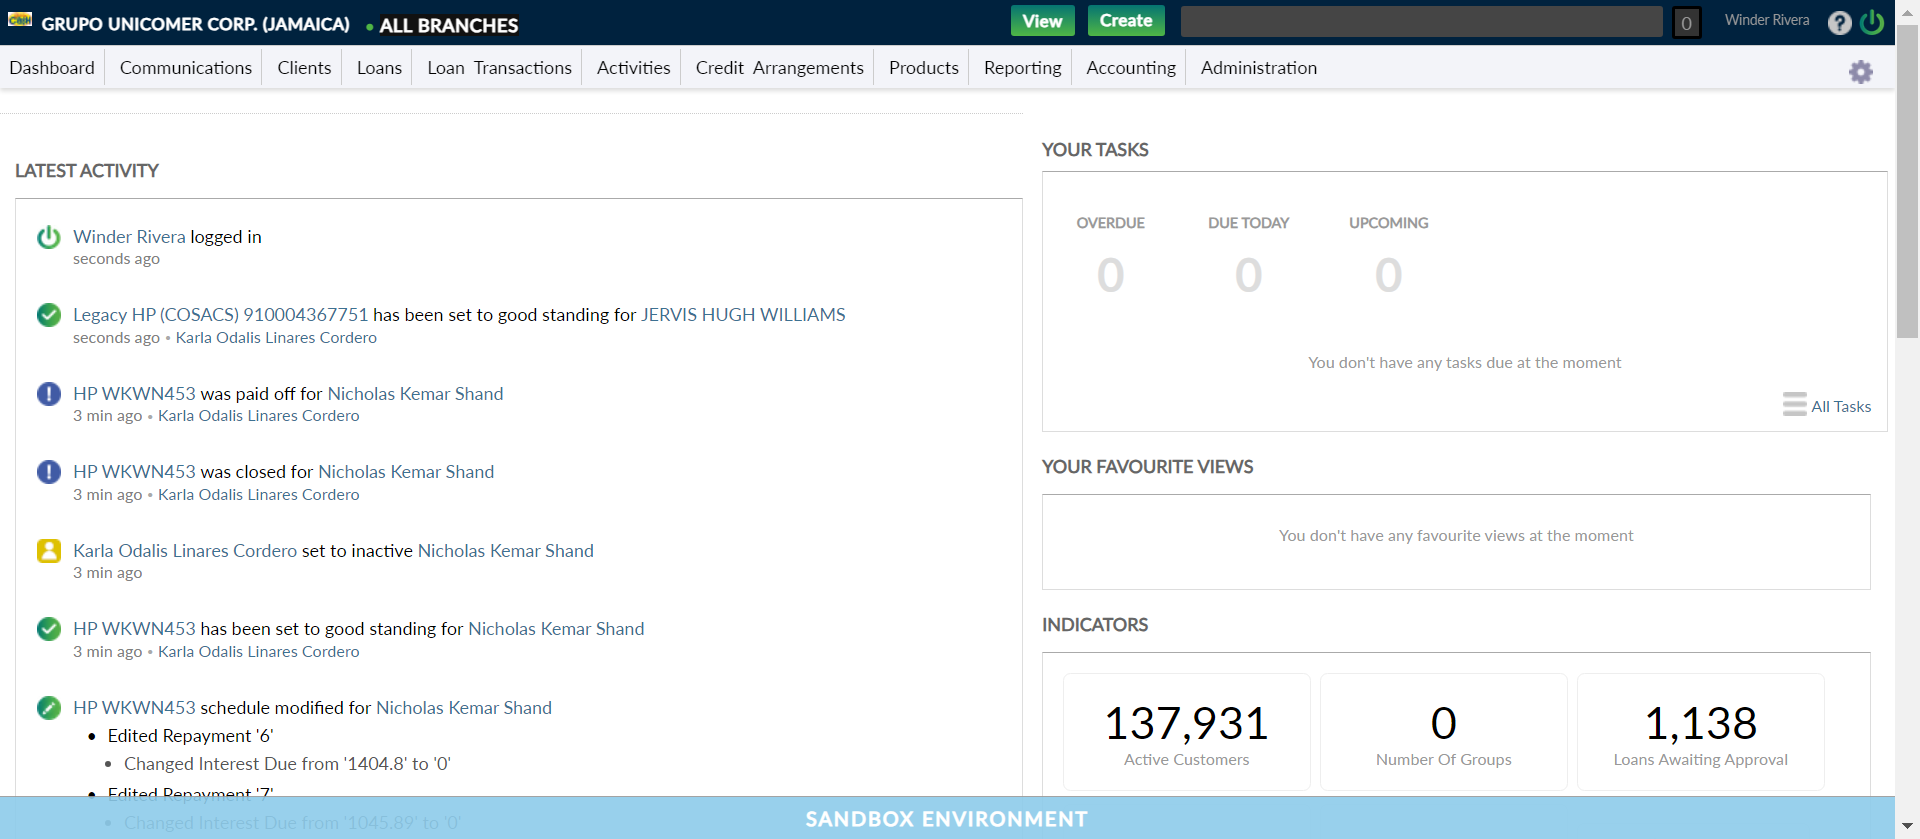 GRUPO UNICOMER CORP. (JAMAICA) • ALL BRANCHES
View
Create
0
Winder Rivera
?
Dashboard
Communications
Clients
Loans
Loan Transactions
Activities
Credit Arrangements
Products
Reporting
Accounting
Administration
LATEST ACTIVITY
Winder Rivera logged in
seconds ago
Legacy HP (COSACS) 910004367751 has been set to good standing for JERVIS HUGH WILLIAMS
seconds ago • Karla Odalis Linares Cordero
HP WKWN453 was paid off for Nicholas Kemar Shand
3 min ago • Karla Odalis Linares Cordero
HP WKWN453 was closed for Nicholas Kemar Shand
3 min ago • Karla Odalis Linares Cordero
Karla Odalis Linares Cordero set to inactive Nicholas Kemar Shand
3 min ago
HP WKWN453 has been set to good standing for Nicholas Kemar Shand
3 min ago • Karla Odalis Linares Cordero
HP WKWN453 schedule modified for Nicholas Kemar Shand
• Edited Repayment '6'
• Changed Interest Due from '1404.8' to '0'
• Edited Repayment '7'
• Changed Interest Due from '1045.89' to '0'
YOUR TASKS
OVERDUE
0
DUE TODAY
0
UPCOMING
0
You don't have any tasks due at the moment
All Tasks
YOUR FAVOURITE VIEWS
You don't have any favourite views at the moment
INDICATORS
137,931
Active Customers
0
Number Of Groups
1,138
Loans Awaiting Approval
SANDBOX ENVIRONMENT